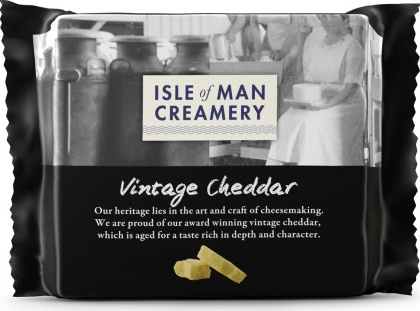 ISLE of MAN
CREAMERY
Vintage Cheddar
Our heritage lies in the art and craft of cheesemaking.
We are proud of our award winning vintage cheddar,
which is aged for a taste rich in depth and character.